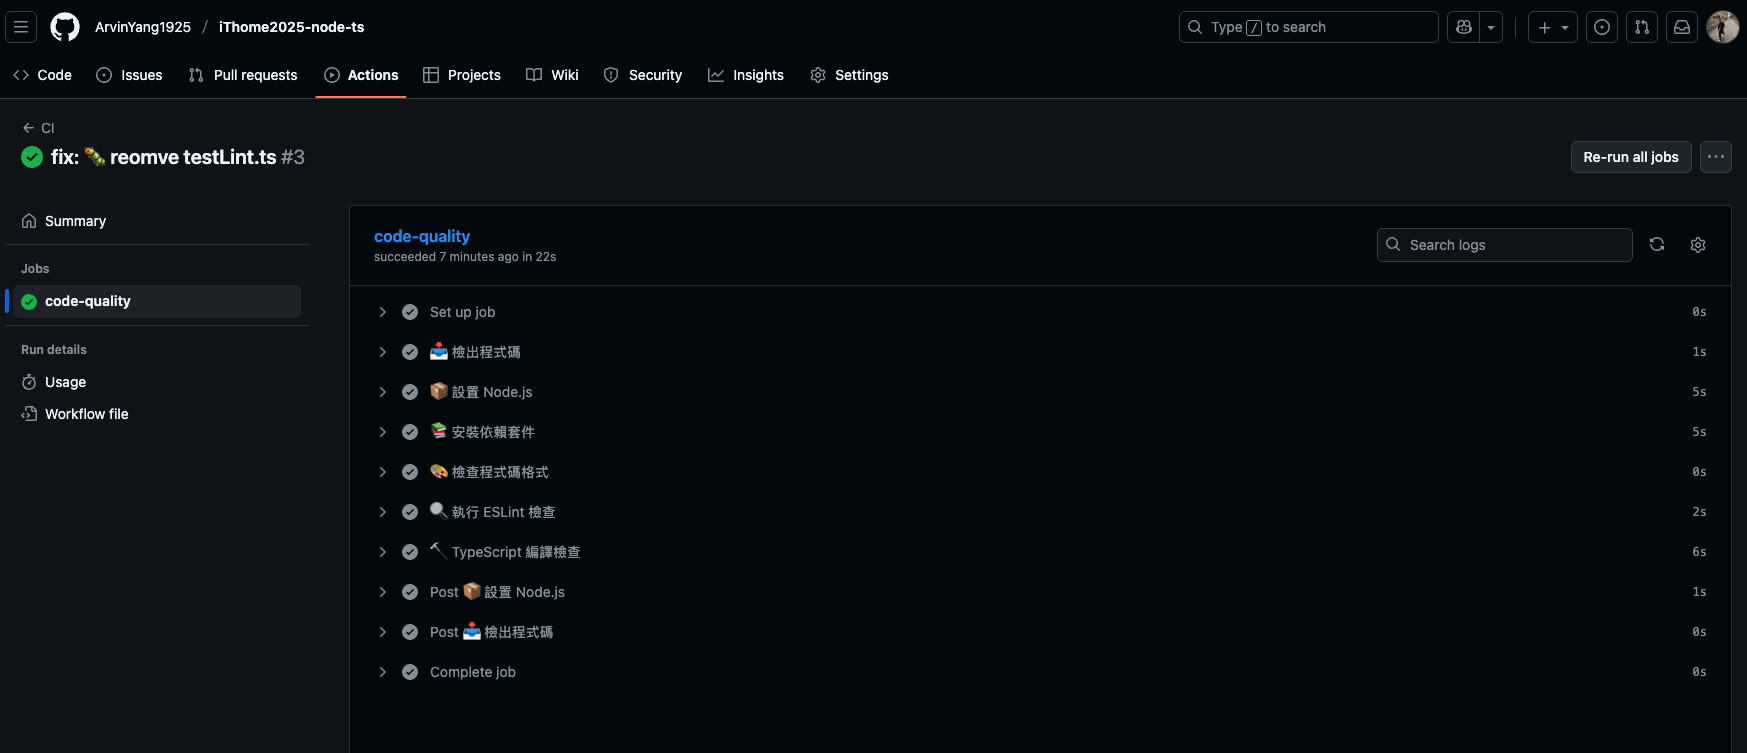 ArvinYang1925 / iThome2025-node-ts
Type / to search
Code Issues Pull requests Actions Projects Wiki Security Insights Settings
CI
fix: 🐛 reomve testLint.ts #3
Re-run all jobs
Summary
Jobs
code-quality
Run details
Usage
Workflow file
code-quality
succeeded 7 minutes ago in 22s
Search logs
Set up job 0s
📥 檢出程式碼 1s
📦 設置 Node.js 5s
📚 安裝依賴套件 5s
🎨 檢查程式碼格式 0s
🔍 執行 ESLint 檢查 2s
🔨 TypeScript 編譯檢查 6s
Post 📦 設置 Node.js 1s
Post 📥 檢出程式碼 0s
Complete job 0s